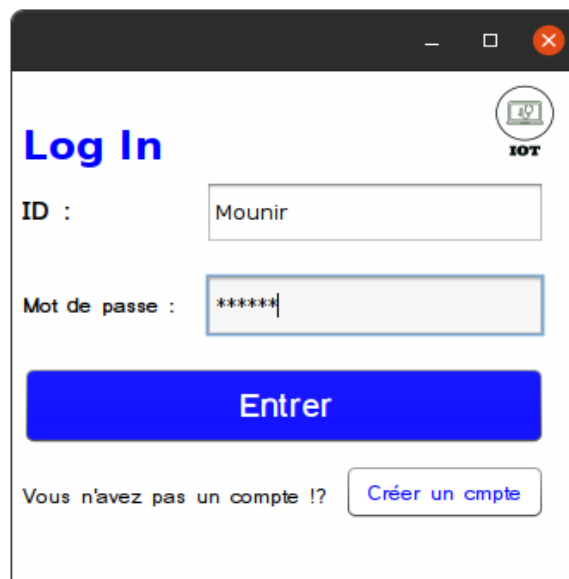 IOT
Log In
ID :
Mounir
Mot de passe :
******
Entrer
Vous n'avez pas un compte !?
Créer un cmpte